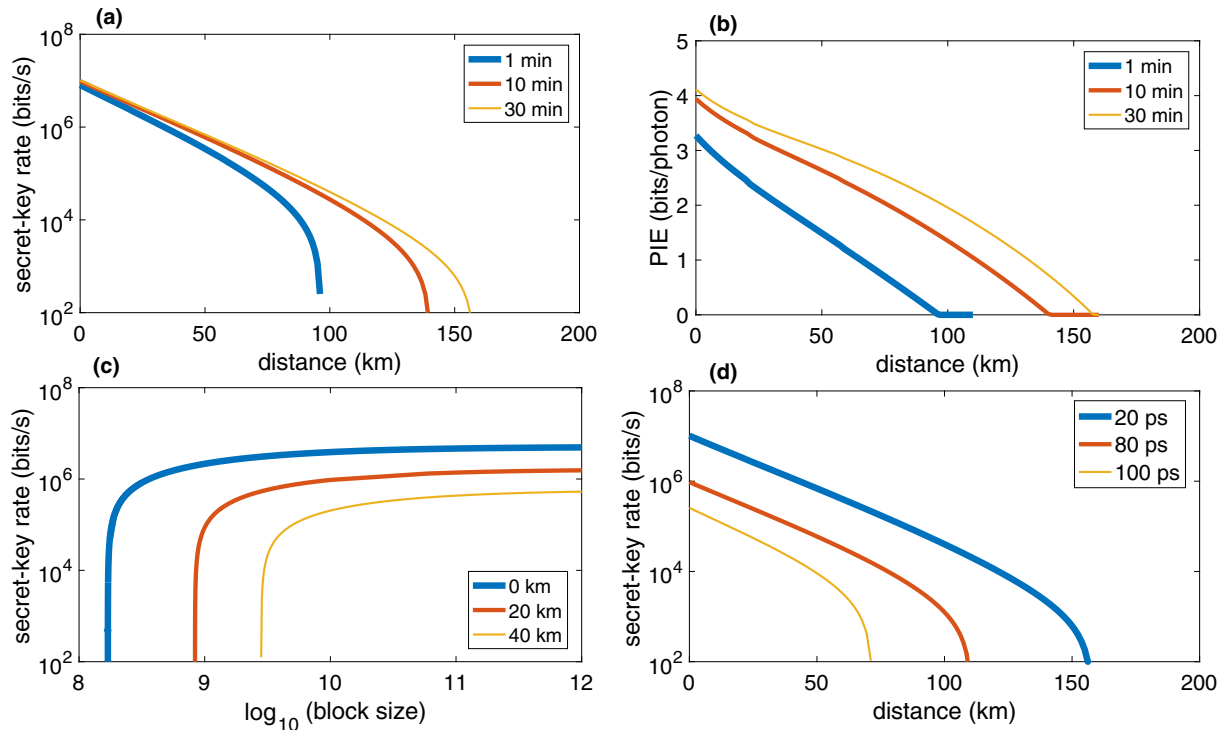 (a)
secret-key rate (bits/s)
10^8
10^6
10^4
10^2
1 min
10 min
30 min
0 50 100 150 200
distance (km)
(b)
PIE (bits/photon)
5
4
3
2
1
0
1 min
10 min
30 min
0 50 100 150 200
distance (km)
(c)
secret-key rate (bits/s)
10^8
10^6
10^4
10^2
0 km
20 km
40 km
8 9 10 11 12
log_10 (block size)
(d)
secret-key rate (bits/s)
10^8
10^6
10^4
10^2
20 ps
80 ps
100 ps
0 50 100 150 200
distance (km)